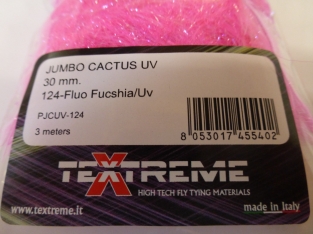 JUMBO CACTUS UV
30 mm.
124-Fluo Fucshia/Uv
PJCUV-124
3 meters
8 053017 455402
TEXTREME
HIGH TECH FLY TYING MATERIALS
www.textreme.it
made in Italy